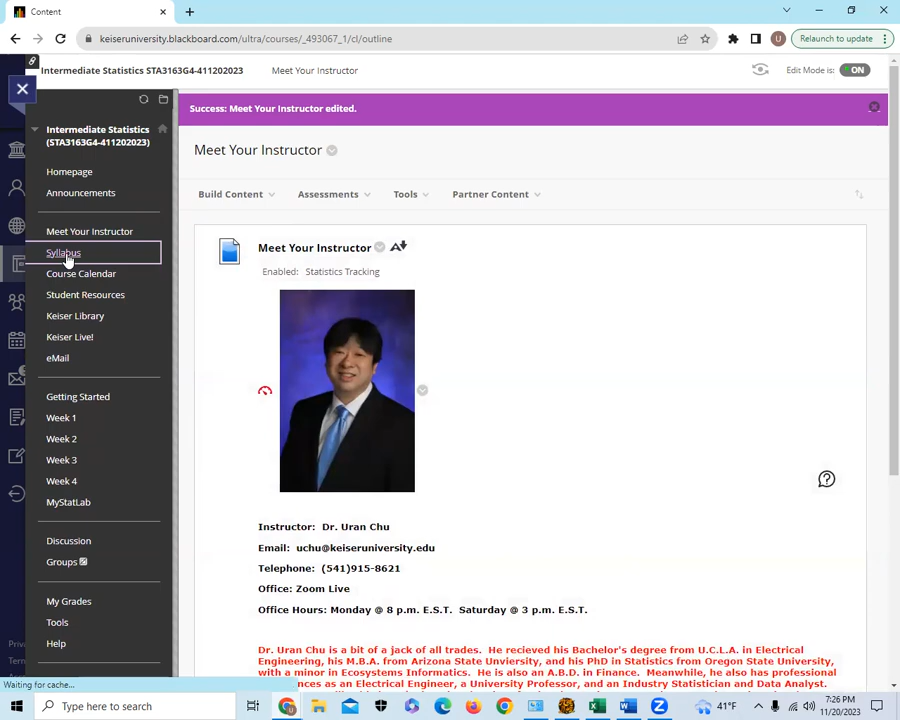 Content
keiseruniversity.blackboard.com/ultra/courses/_493067_1/cl/outline
U
Relaunch to update
Intermediate Statistics STA3163G4-411202023
Meet Your Instructor
Edit Mode is:
ON
Success: Meet Your Instructor edited.
Intermediate Statistics
(STA3163G4-411202023)
Homepage
Announcements
Meet Your Instructor
Syllabus
Course Calendar
Student Resources
Keiser Library
Keiser Live!
eMail
Getting Started
Week 1
Week 2
Week 3
Week 4
MyStatLab
Discussion
Groups
My Grades
Tools
Help
Meet Your Instructor
Build Content
Assessments
Tools
Partner Content
Meet Your Instructor
Enabled: Statistics Tracking
Instructor: Dr. Uran Chu
Email: uchu@keiseruniversity.edu
Telephone: (541)915-8621
Office: Zoom Live
Office Hours: Monday @ 8 p.m. E.S.T. Saturday @ 3 p.m. E.S.T.
Dr. Uran Chu is a bit of a jack of all trades. He recieved his Bachelor's degree from U.C.L.A. in Electrical
Engineering, his M.B.A. from Arizona State Unviersity, and his PhD in Statistics from Oregon State University,
with a minor in Ecosystems Informatics. He is also an A.B.D. in Finance. Meanwhile, he also has professional
nces as an Electrical Engineer, a University Professor, and an Industry Statistician and Data Analyst.
Priva
Term
Waiting for cache...
Type here to search
41°F
7:26 PM
11/20/2023